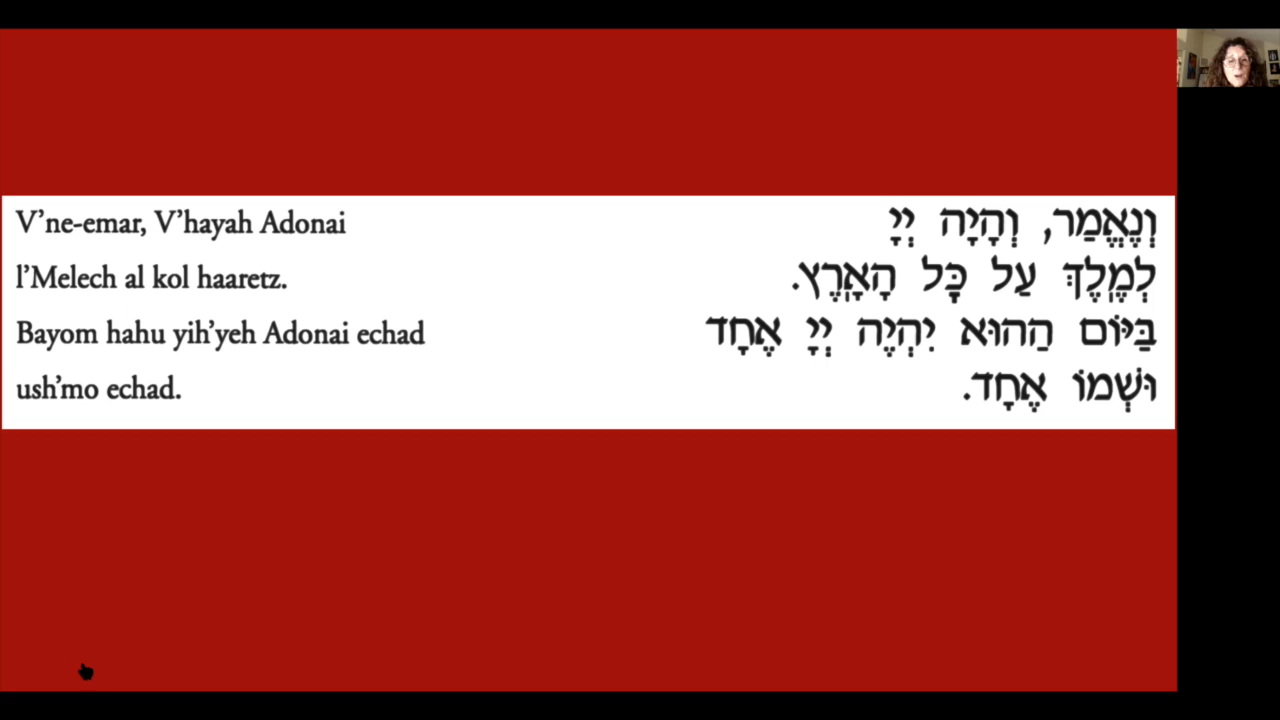 V’ne-emar, V’hayah Adonai
l’Melech al kol haaretz.
Bayom hahu yih’yeh Adonai echad
ush’mo echad.
וְנֶאֱמַר, וְהָיָה יְיָ
לְמֶֽלֶךְ עַל כׇּל הָאָֽרֶץ.
בַּיּוֹם הַהוּא יִהְיֶה יְיָ אֶחָד
וּשְׁמוֹ אֶחָד.